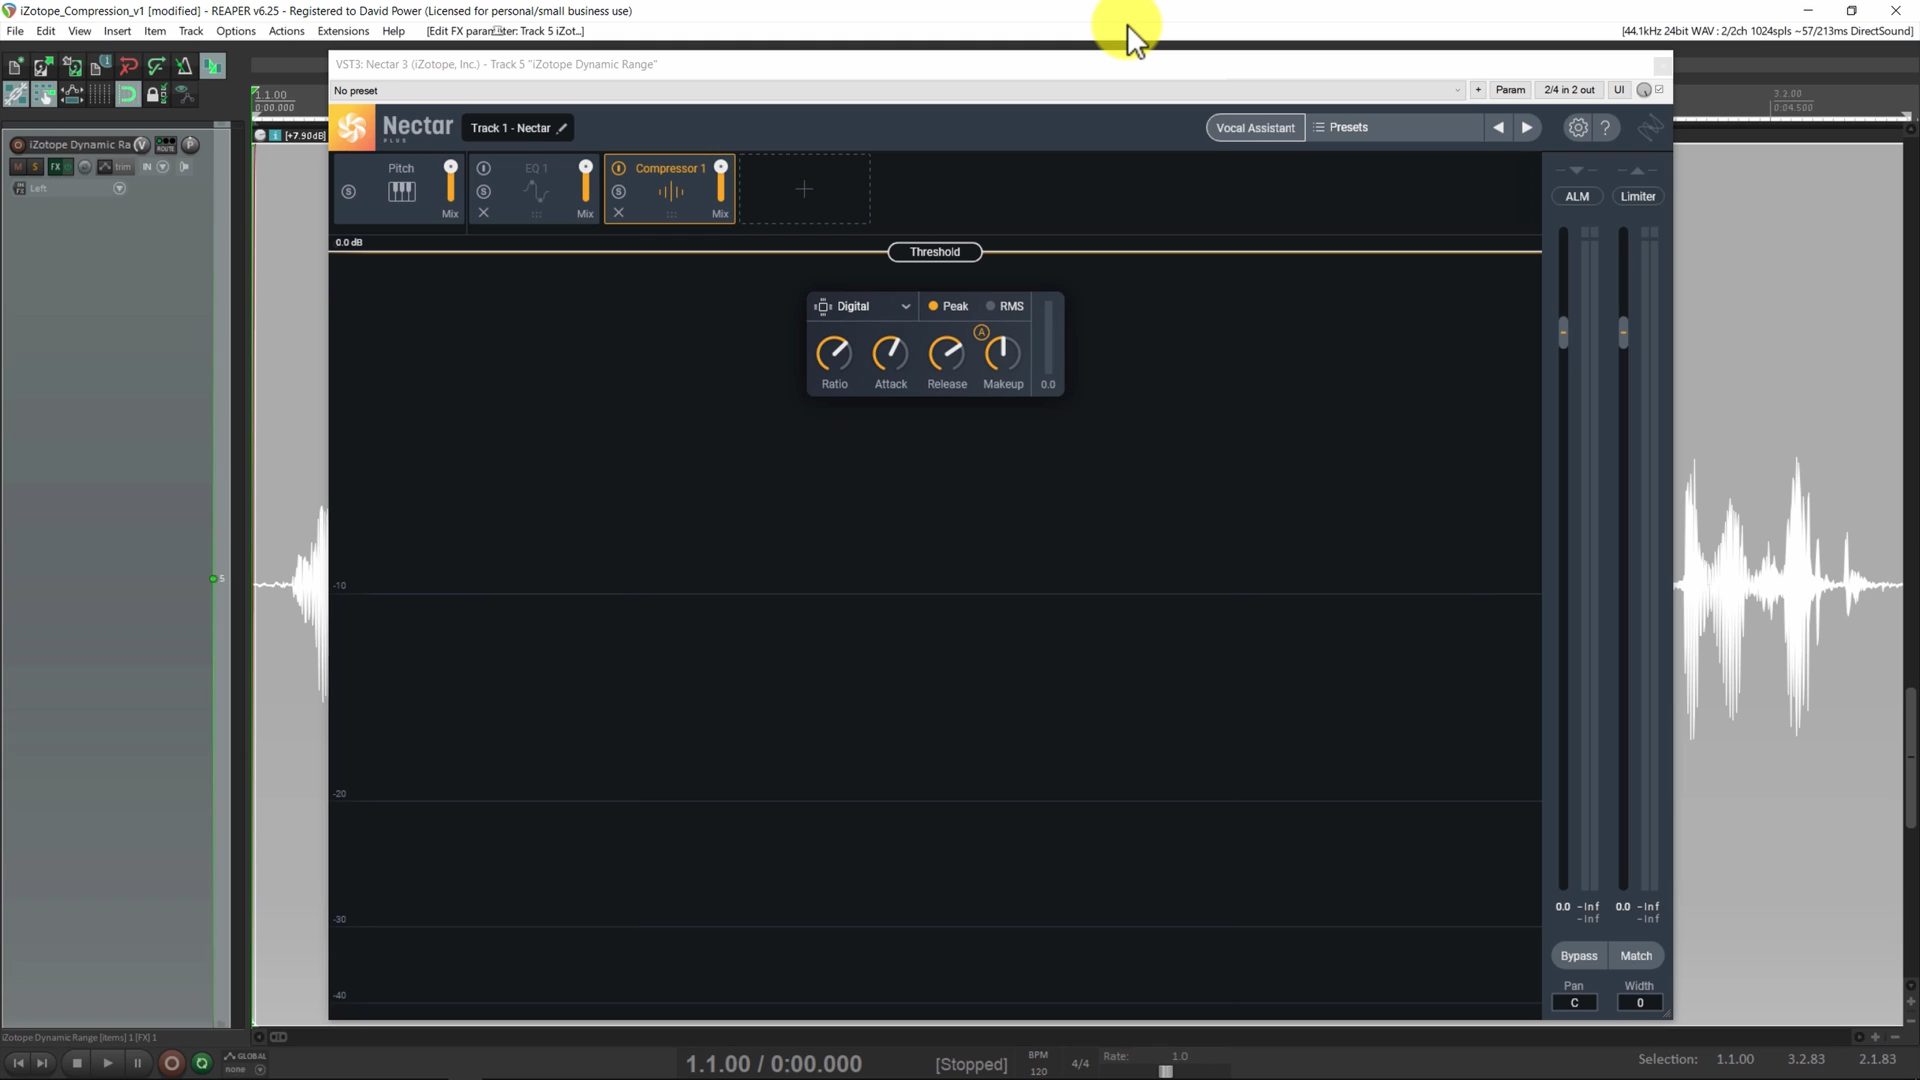 iZotope_Compression_v1 [modified] - REAPER v6.25 - Registered to David Power (Licensed for personal/small business use)
File Edit View Insert Item Track Options Actions Extensions Help [Edit FX parameter: Track 5 iZot...]
[44.1kHz 24bit WAV : 2/2ch 1024spls ~57/213ms DirectSound]
VST3: Nectar 3 (iZotope, Inc.) - Track 5 "iZotope Dynamic Range"
No preset + Param 2/4 in 2 out UI
1.1.00
0:00.000
3.2.00
0:04.500
Nectar
PLUS
Track 1 - Nectar
Vocal Assistant Presets ?
[+7.90dB]
iZotope Dynamic Ra V ROUTE P
M S FX trim IN
IN FX Left
Pitch EQ 1 Compressor 1
S S S
Mix Mix Mix
ALM Limiter
0.0 dB
Threshold
Digital Peak RMS
A
Ratio Attack Release Makeup 0.0
-10
5
-20
-30
-40
0.0 -Inf 0.0 -Inf
-Inf -Inf
Bypass Match
Pan Width
C 0
iZotope Dynamic Range [items] 1 [FX] 1
GLOBAL
none
1.1.00 / 0:00.000 [Stopped]
BPM
120
4/4
Rate: 1.0
Selection: 1.1.00 3.2.83 2.1.83